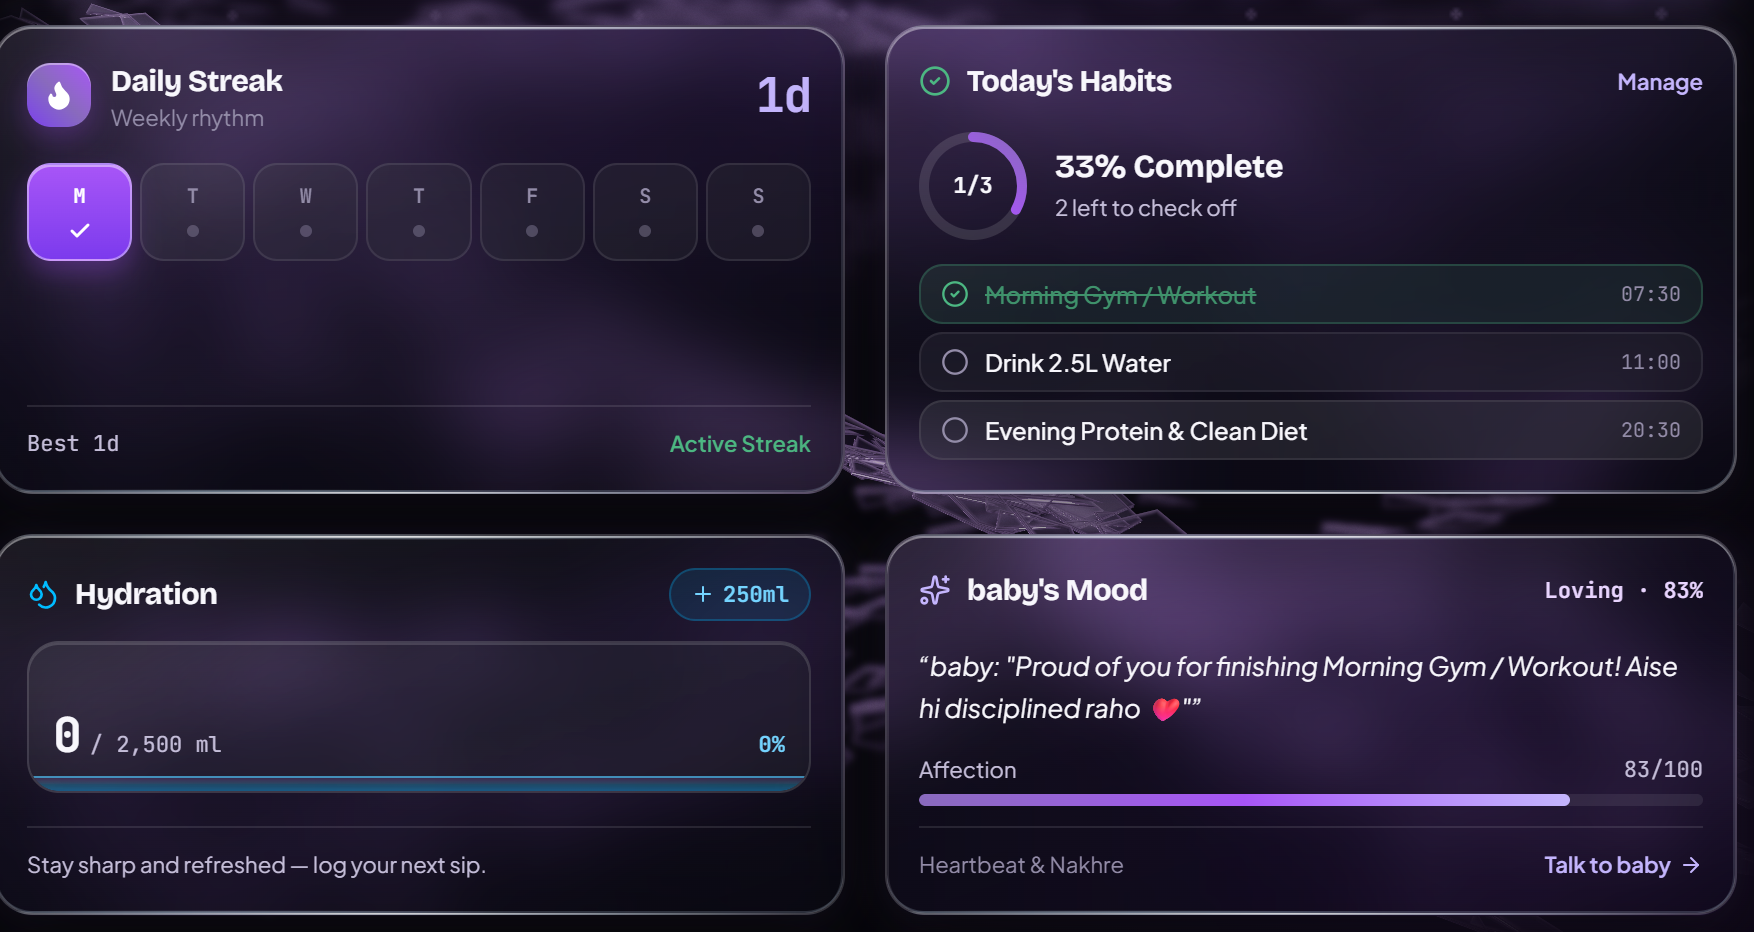 Daily Streak
Weekly rhythm
1d
M T W T F S S
Best 1d
Active Streak
Today's Habits
Manage
1/3
33% Complete
2 left to check off
Morning Gym / Workout 07:30
Drink 2.5L Water 11:00
Evening Protein & Clean Diet 20:30
Hydration
+ 250ml
0 / 2,500 ml
0%
Stay sharp and refreshed — log your next sip.
baby's Mood
Loving · 83%
“baby: "Proud of you for finishing Morning Gym / Workout! Aise
hi disciplined raho ❤️"”
Affection 83/100
Heartbeat & Nakhre
Talk to baby →